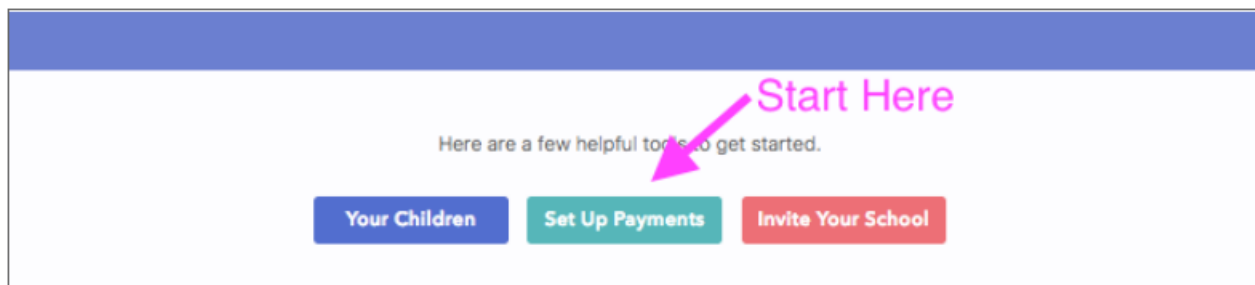 Start Here
Here are a few helpful tools to get started.
Your Children
Set Up Payments
Invite Your School